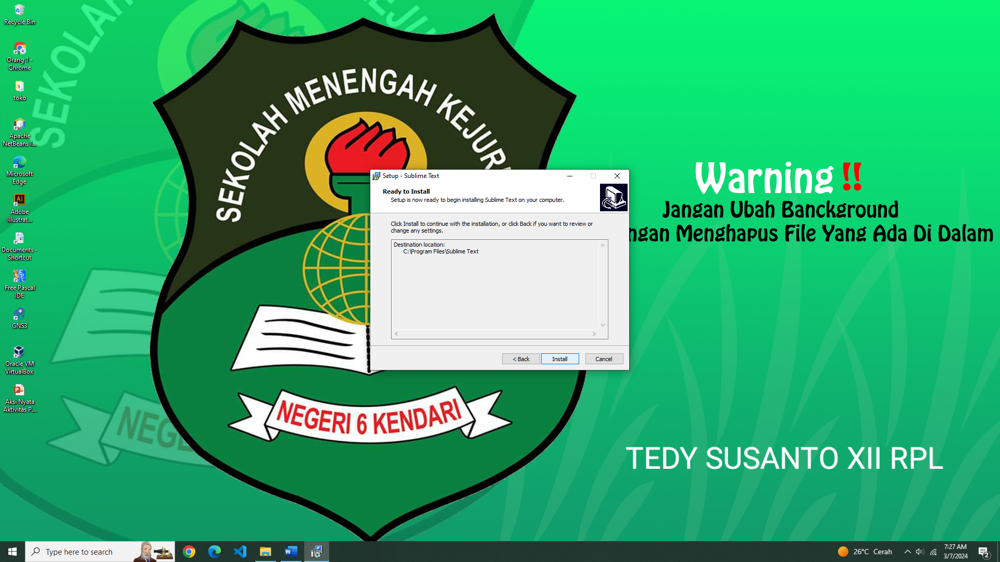 Recycle Bin
Orang 1 -
Chrome
toko
Apache
NetBeans I...
Microsoft
Edge
Adobe
Illustrat...
Documents -
Shortcut
Free Pascal
IDE
GNS3
Oracle VM
VirtualBox
Aksi Nyata
Aktivitas P...
SEKOLAH
SEKOLAH MENENGAH KEJUR
NEGERI 6 KENDARI
NEGE
Setup - Sublime Text
Ready to Install
Setup is now ready to begin installing Sublime Text on your computer.
Click Install to continue with the installation, or click Back if you want to review or
change any settings.
Destination location:
C:\Program Files\Sublime Text
< Back
Install
Cancel
Warning !!
Jangan Ubah Banckground
ngan Menghapus File Yang Ada Di Dalam
TEDY SUSANTO XII RPL
Type here to search
26°C Cerah
7:27 AM
3/7/2024
2